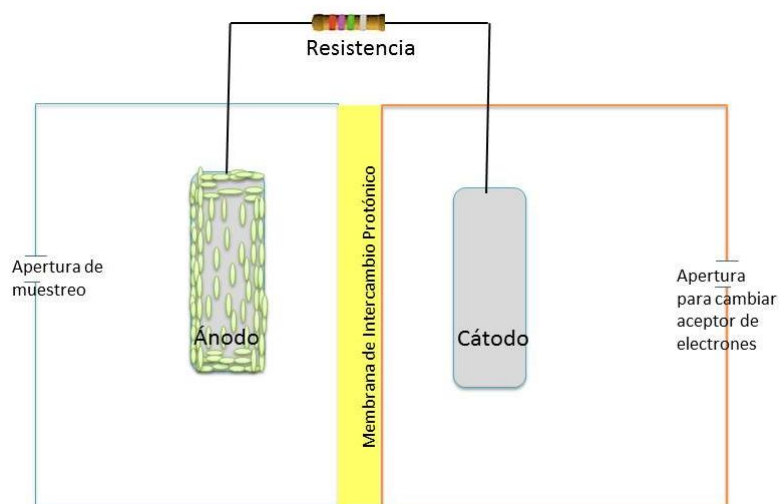 Resistencia
Apertura de
muestreo
Ánodo
Membrana de Intercambio Protónico
Cátodo
Apertura
para cambiar
aceptor de
electrones